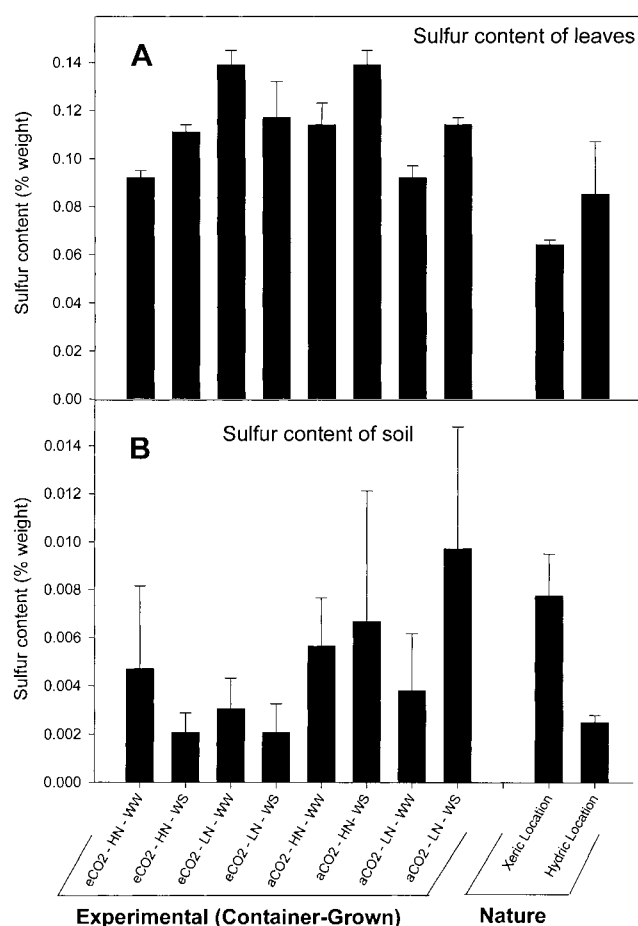 A
Sulfur content of leaves
Sulfur content (% weight)
0.14
0.12
0.10
0.08
0.06
0.04
0.02
0.00
B
Sulfur content of soil
Sulfur content (% weight)
0.014
0.012
0.010
0.008
0.006
0.004
0.002
0.000
eCO2 - HN - WW
eCO2 - HN - WS
eCO2 - LN - WW
eCO2 - LN - WS
aCO2 - HN - WW
aCO2 - HN- WS
aCO2 - LN - WW
aCO2 - LN - WS
Xeric Location
Hydric Location
Experimental (Container-Grown)
Nature